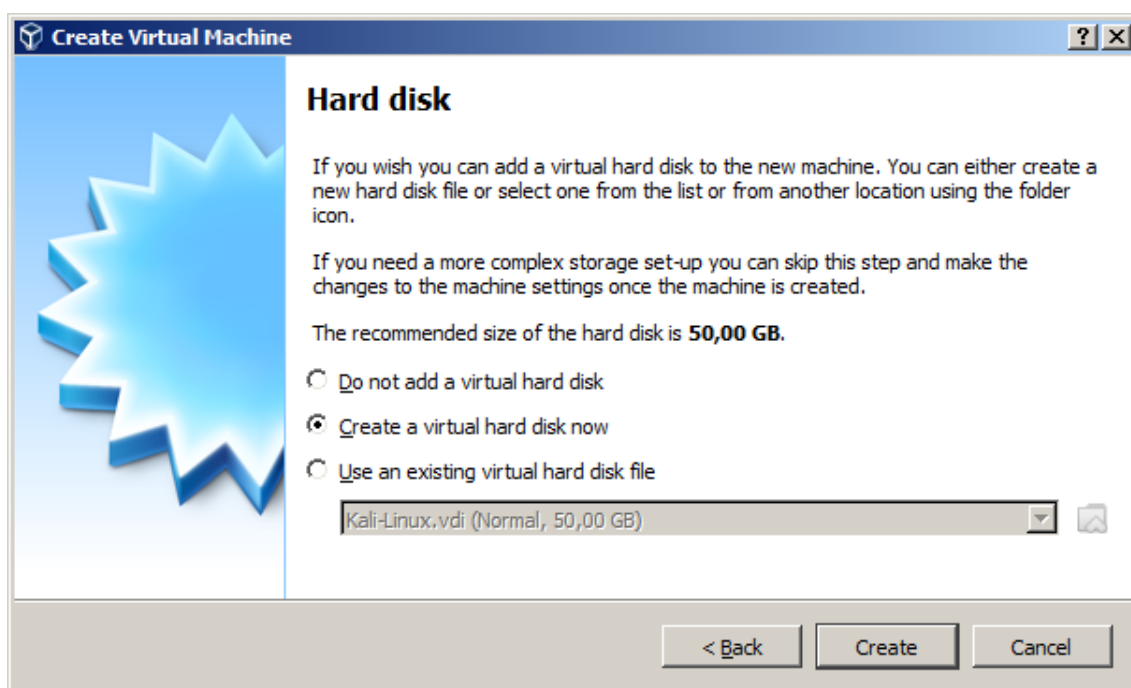 Create Virtual Machine
Hard disk
If you wish you can add a virtual hard disk to the new machine. You can either create a
new hard disk file or select one from the list or from another location using the folder
icon.
If you need a more complex storage set-up you can skip this step and make the
changes to the machine settings once the machine is created.
The recommended size of the hard disk is 50,00 GB.
Do not add a virtual hard disk
Create a virtual hard disk now
Use an existing virtual hard disk file
Kali-Linux.vdi (Normal, 50,00 GB)
< Back Create Cancel